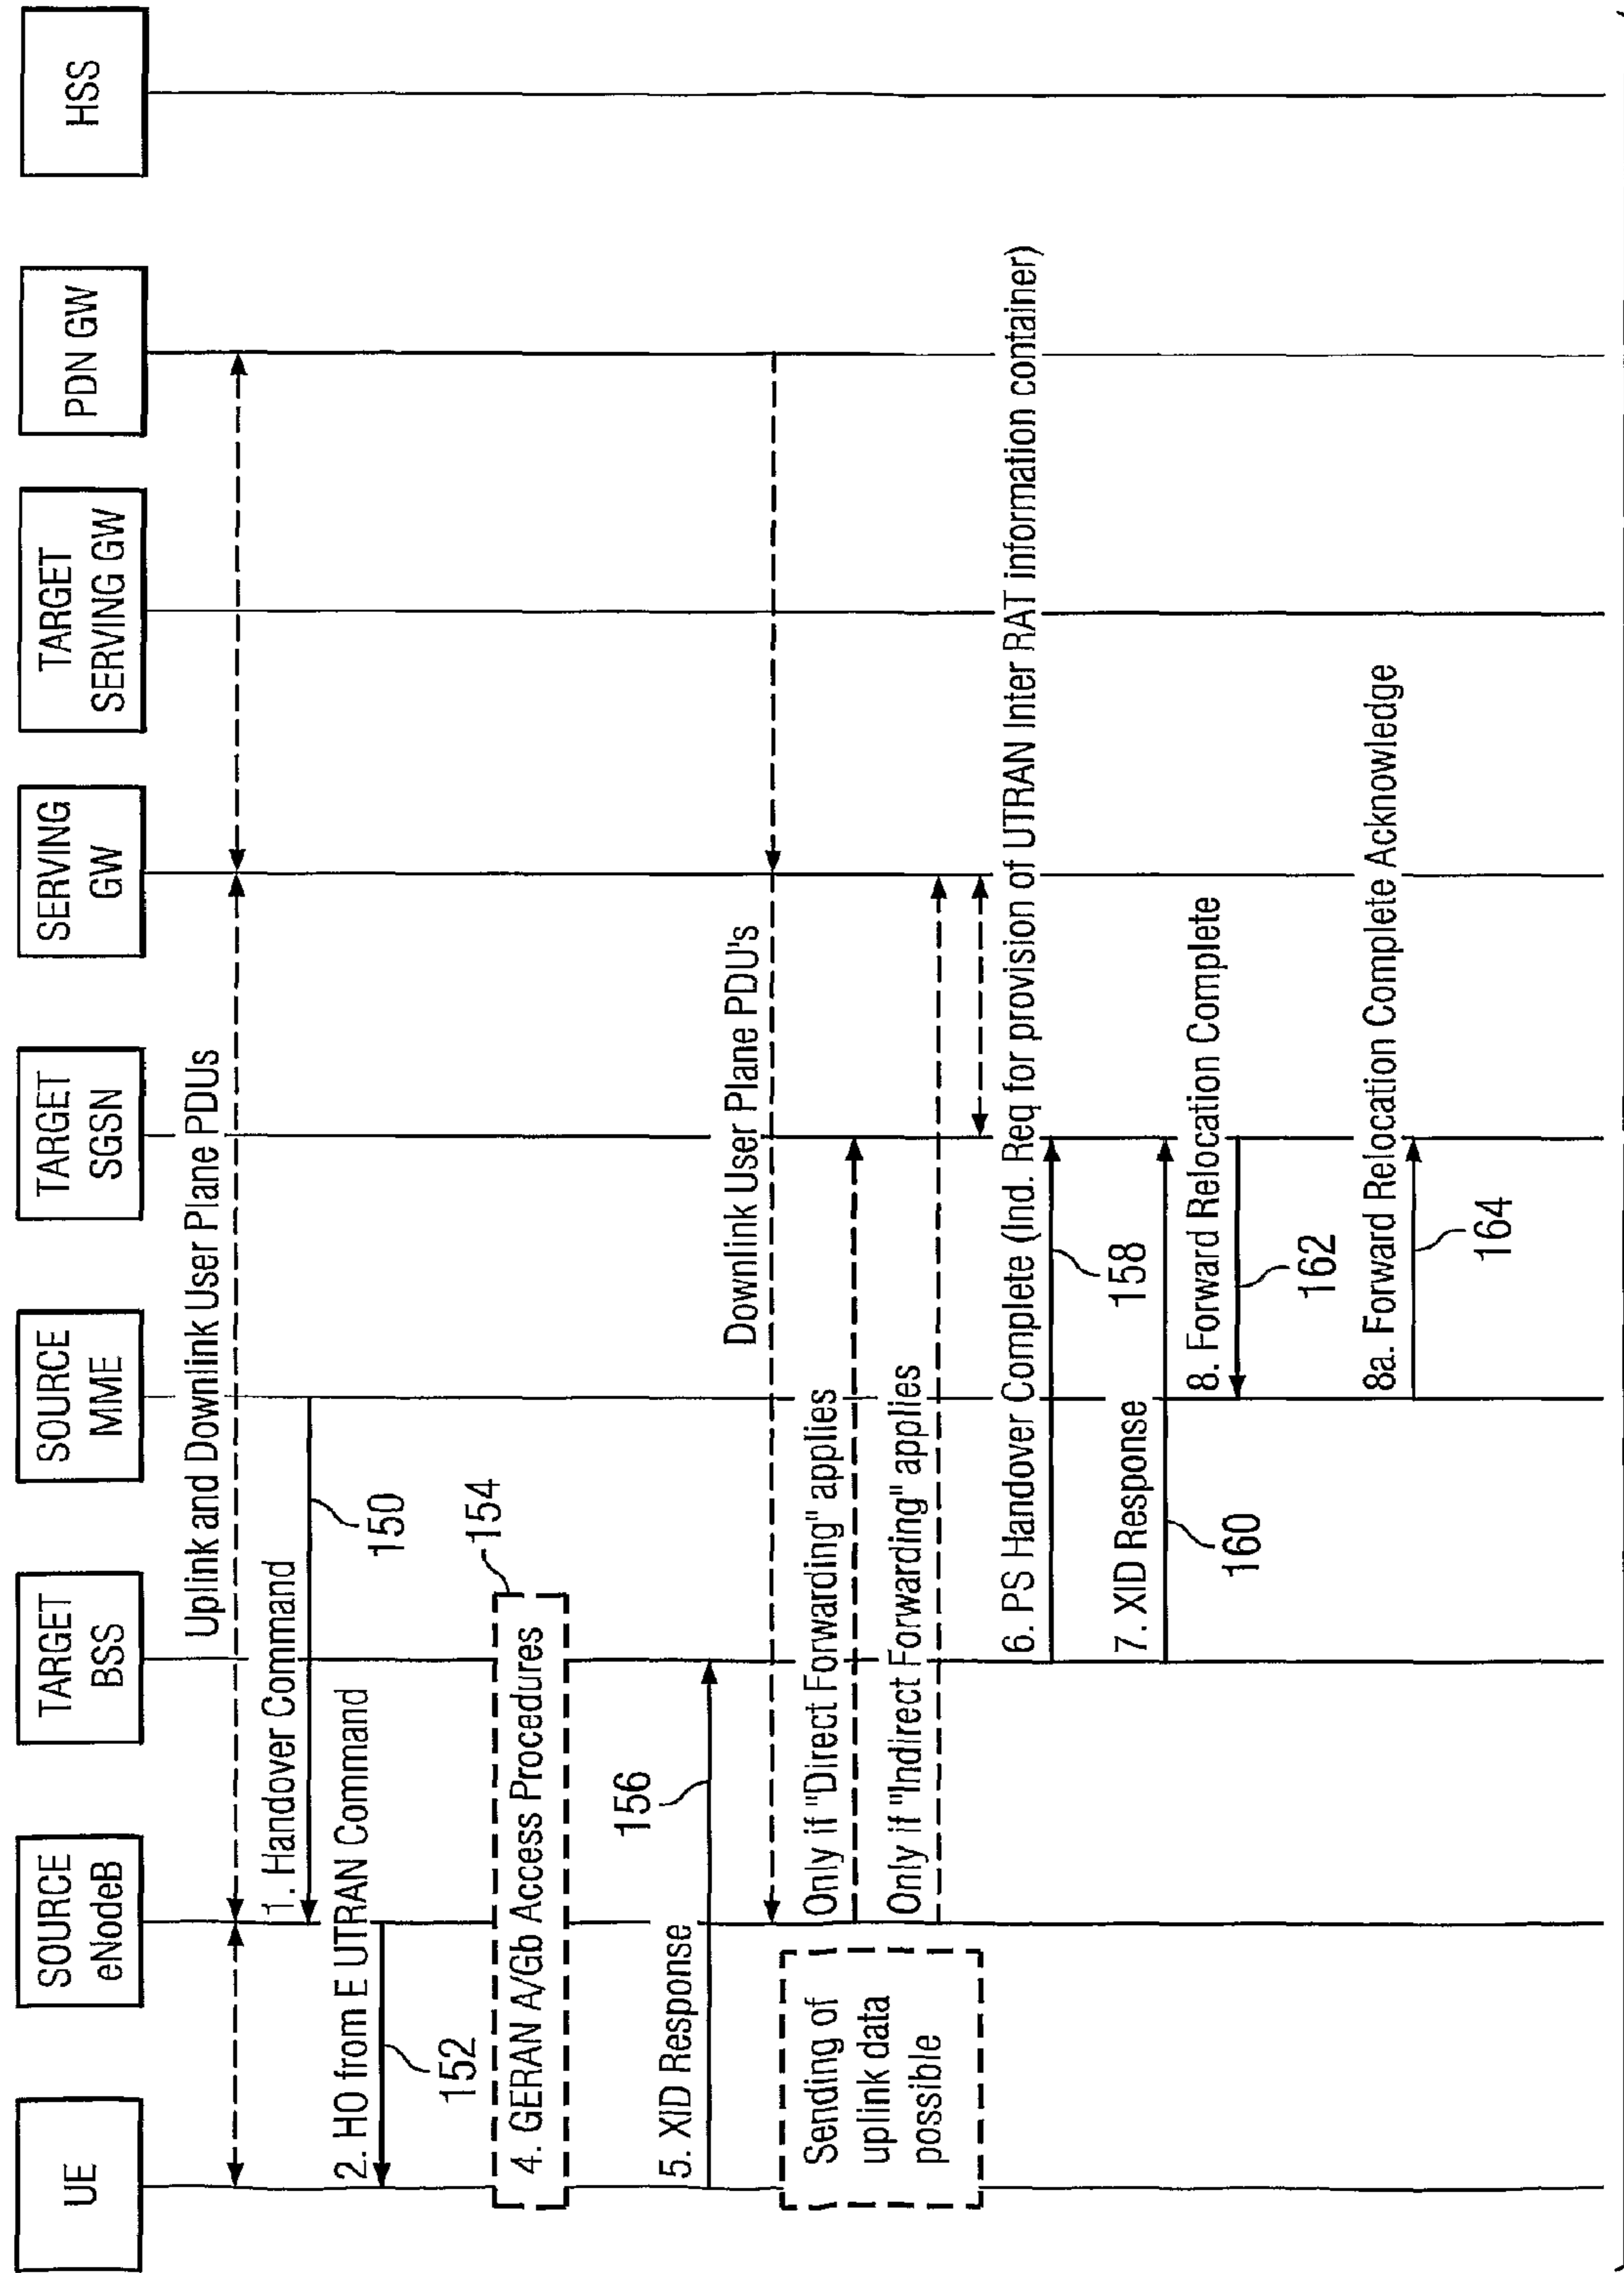 UE
SOURCE
eNodeB
TARGET
BSS
SOURCE
MME
TARGET
SGSN
SERVING
GW
TARGET
SERVING GW
PDN GW
HSS
Uplink and Downlink User Plane PDUs
1. Handover Command
150
2. HO from E UTRAN Command
152
154
4. GERAN A/Gb Access Procedures
5. XID Response
156
Downlink User Plane PDU's
Sending of
uplink data
possible
Only if "Direct Forwarding" applies
Only if "Indirect Forwarding" applies
6. PS Handover Complete (Ind. Req for provision of UTRAN Inter RAT information container)
158
7. XID Response
160
8. Forward Relocation Complete
162
8a. Forward Relocation Complete Acknowledge
164